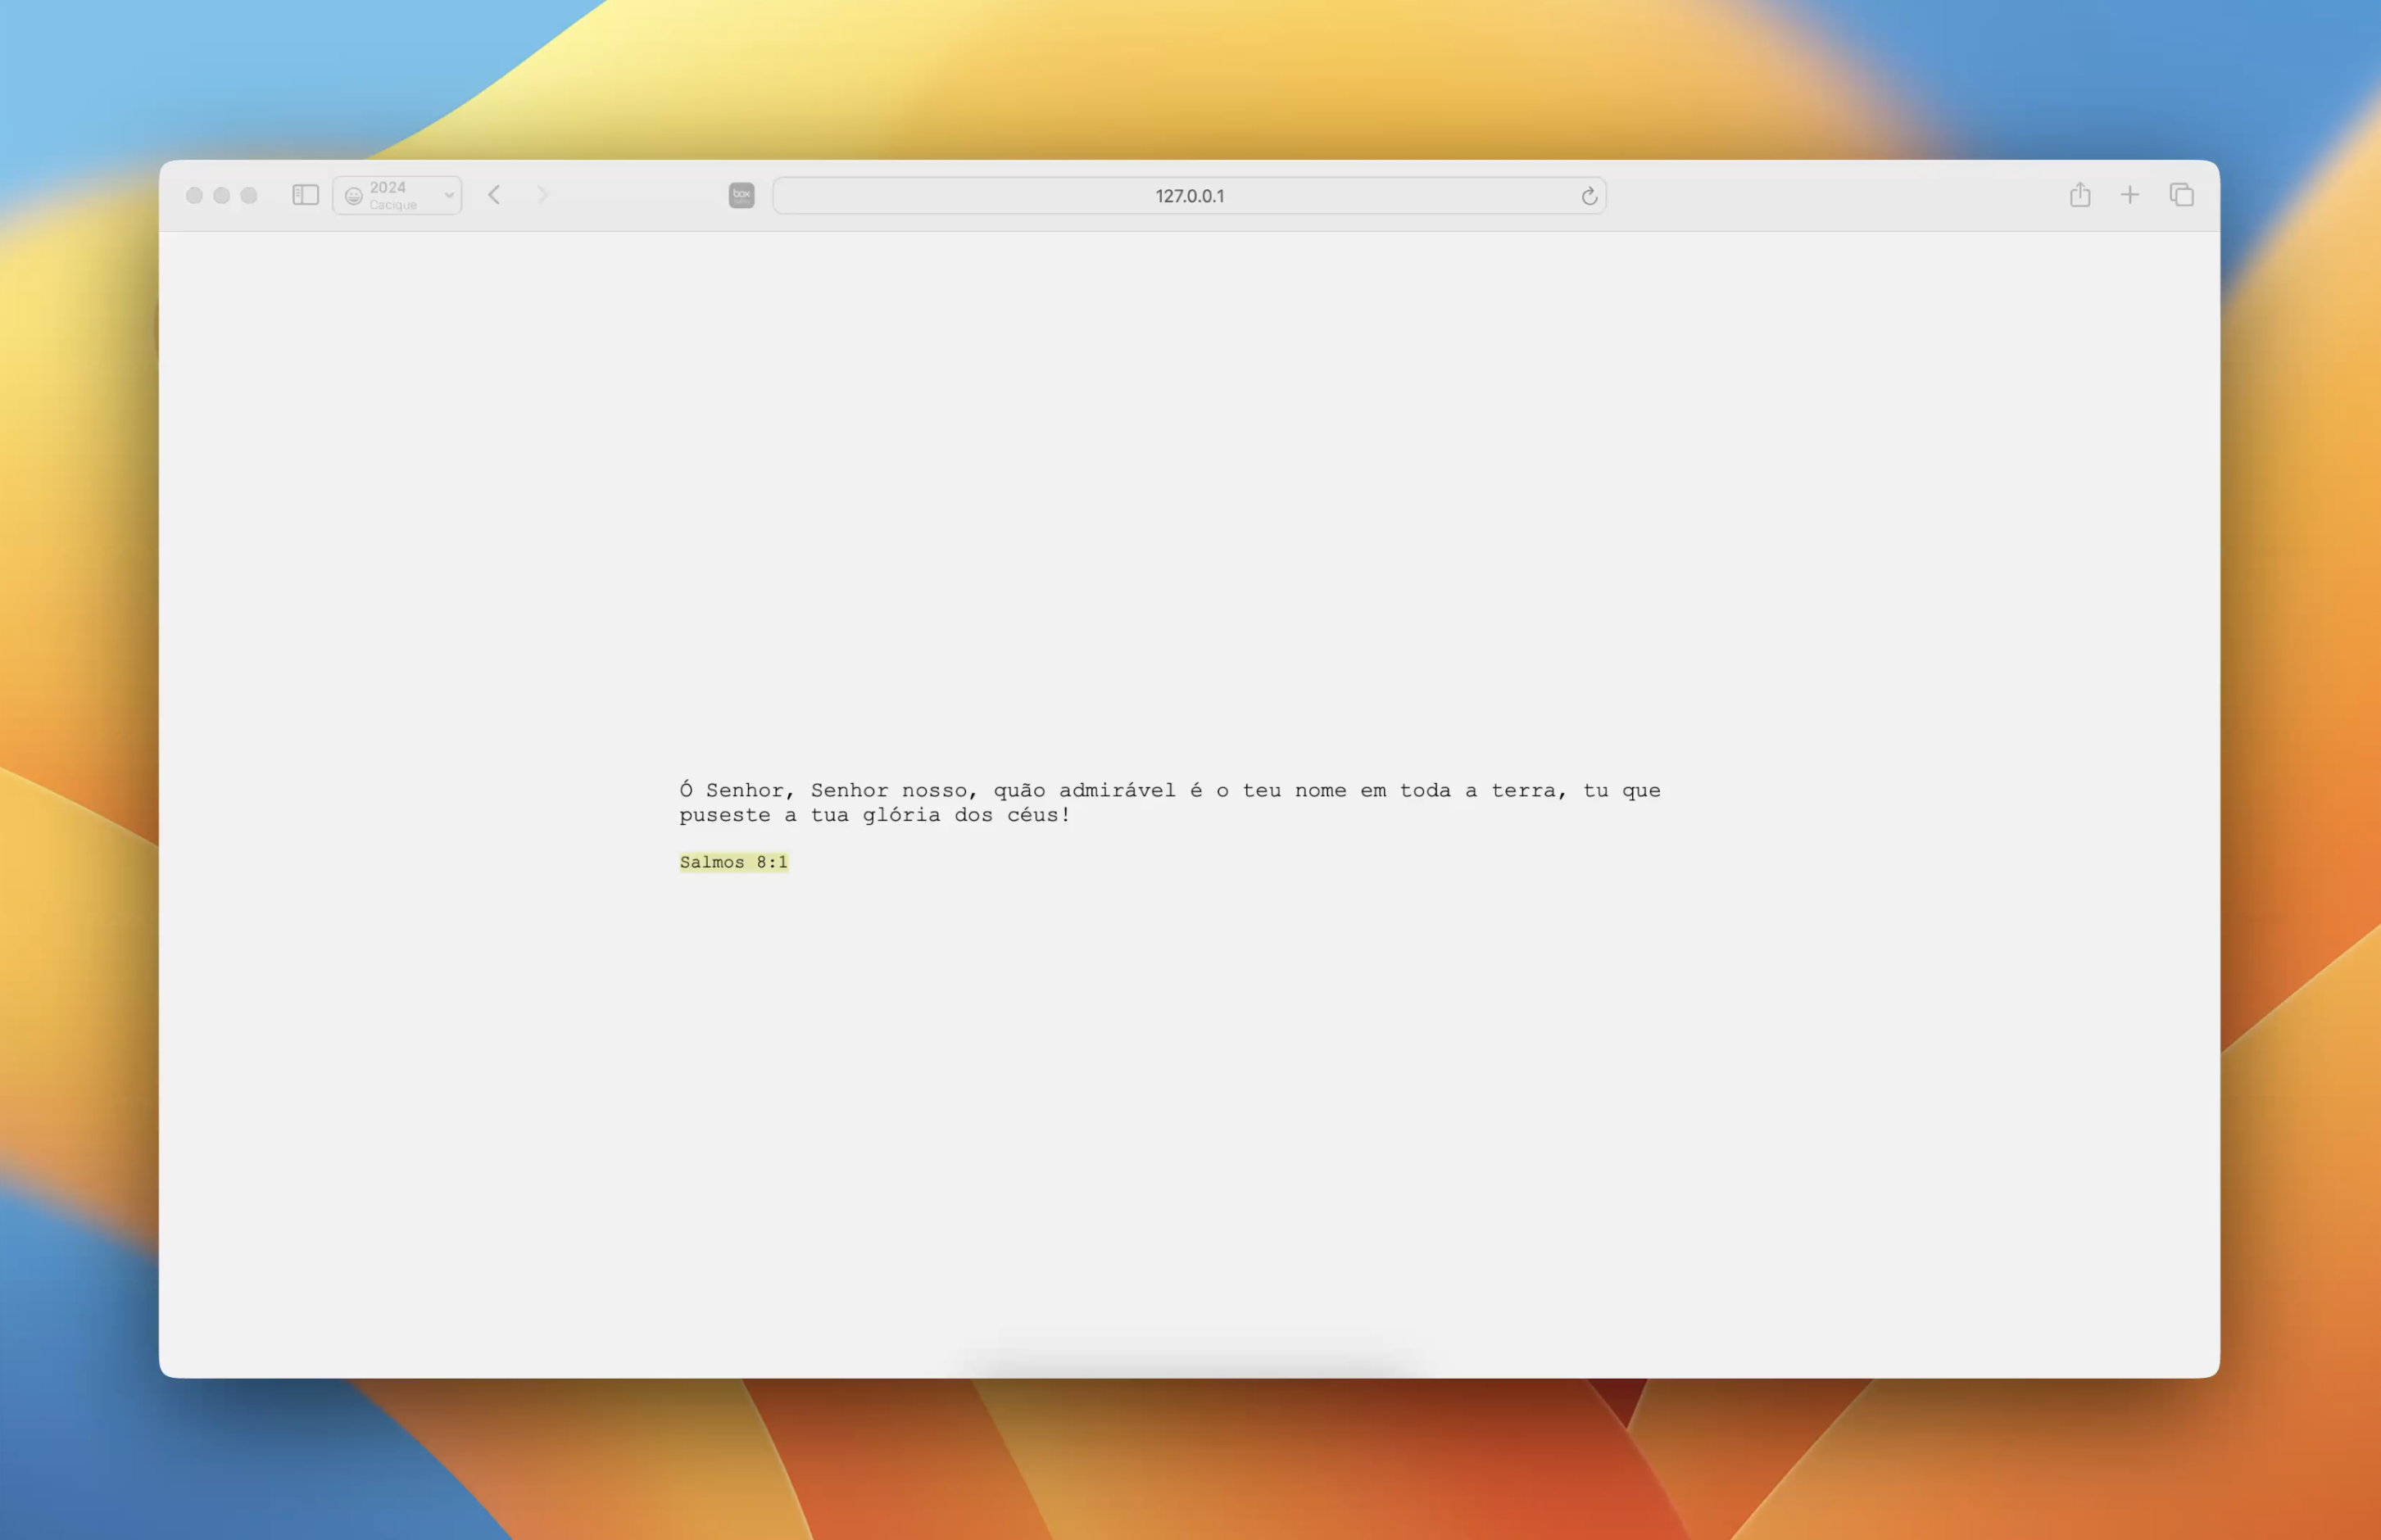 2024
Cacique
box
127.0.0.1
Ó Senhor, Senhor nosso, quão admirável é o teu nome em toda a terra, tu que
puseste a tua glória dos céus!
Salmos 8:1